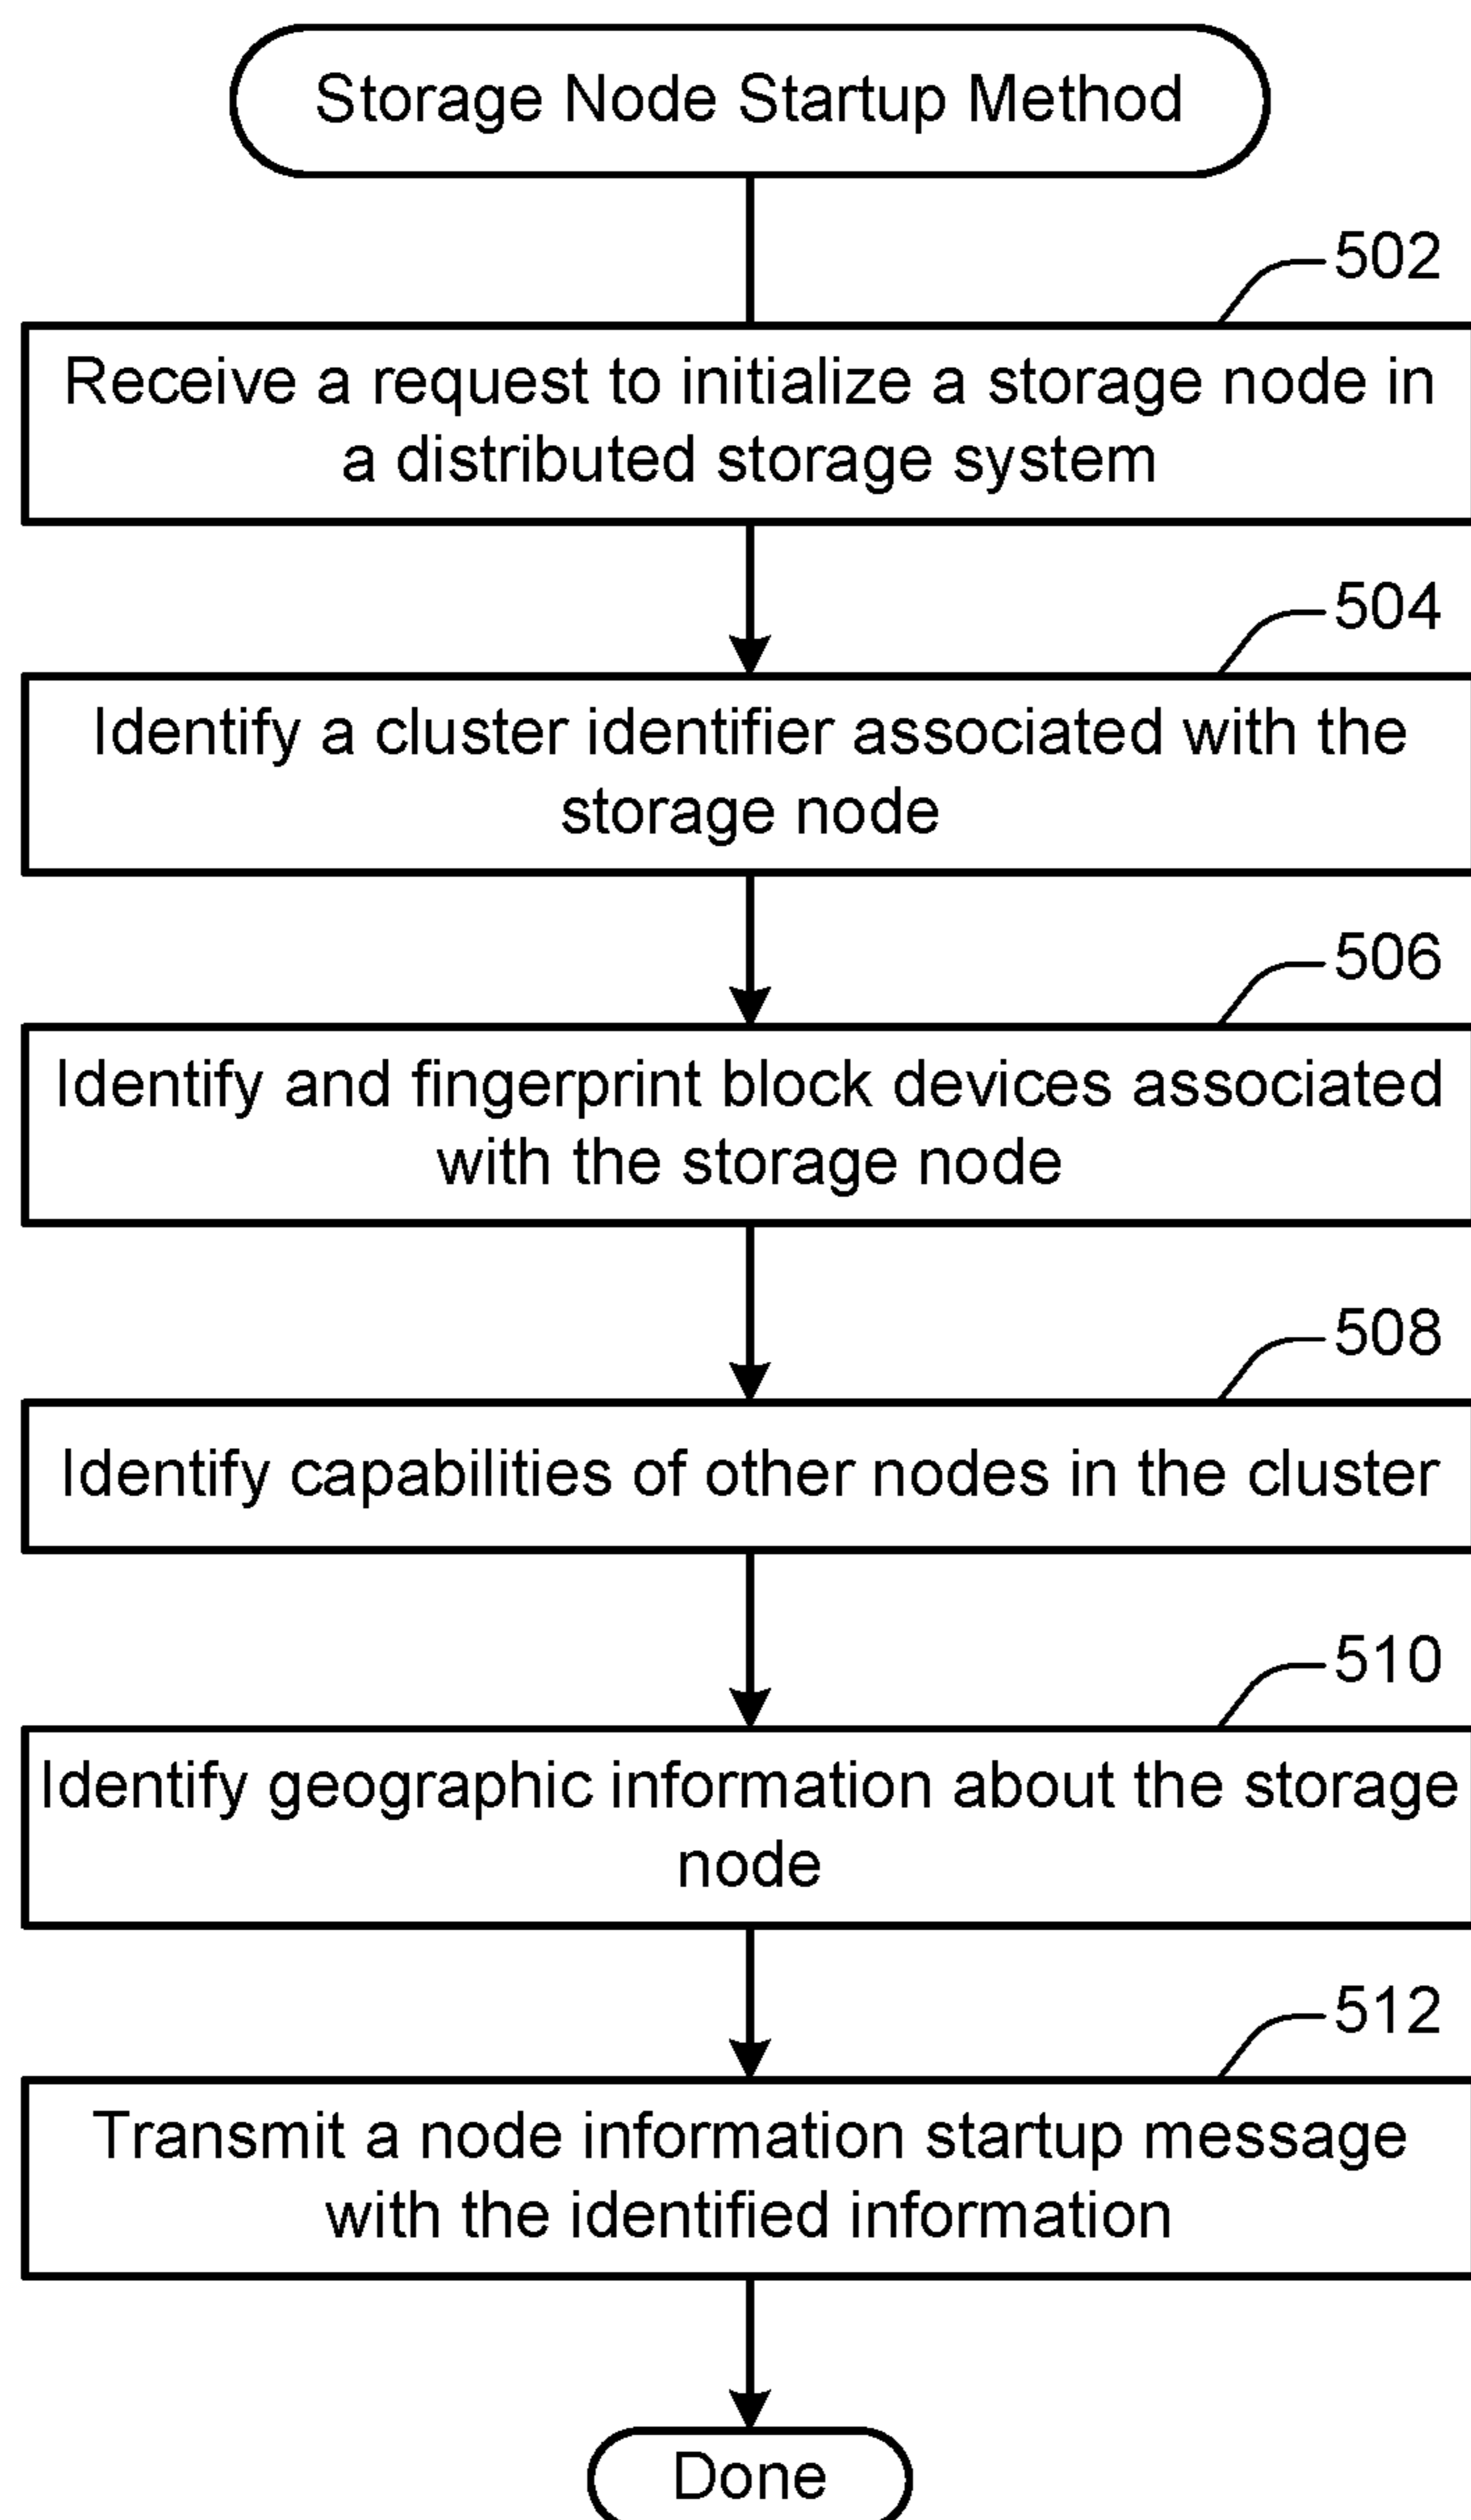 Storage Node Startup Method
502
Receive a request to initialize a storage node in
a distributed storage system
504
Identify a cluster identifier associated with the
storage node
506
Identify and fingerprint block devices associated
with the storage node
508
Identify capabilities of other nodes in the cluster
510
Identify geographic information about the storage
node
512
Transmit a node information startup message
with the identified information
Done